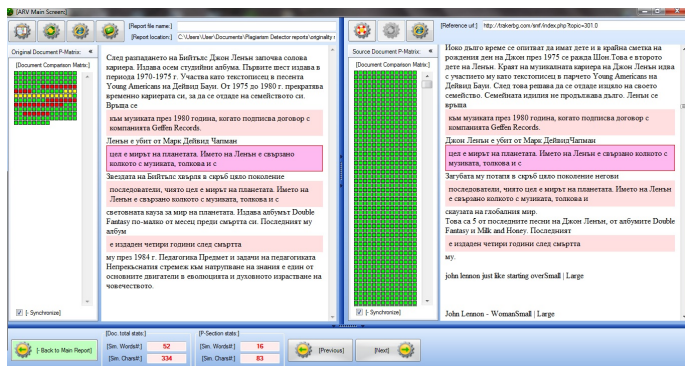 [ARV Main Screen:]
[Report file name:]
[Report location:] C:\Users\User\Documents\Plagiarism Detector reports\originality r
[Reference url:] http://frakerbg.com/smf/index.php?topic=301.0
Original Document P-Matrix: «
[Document Comparison Matrix:]
След разпадането на Бийтълс Джон Ленън започва солова
кариера. Издава осем студийни албума. Първите шест издава в
периода 1970-1975 г. Участва като текстописец в песента
Young Americans на Дейвид Бауи. От 1975 до 1980 г. прекратява
временно кариерата си, за да се отдаде на семейството си.
Връща се
към музиката през 1980 година, когато подписва договор с
компанията Geffen Records.
Ленън е убит от Марк Дейвид Чапман
цел е мирът на планетата. Името на Ленън е свързано
колкото с музиката, толкова и с
Звездата на Бийтълс хвърля в скръб цяло поколение
последователи, чиято цел е мирът на планетата. Името на
Ленън е свързано колкото с музиката, толкова и с
световната кауза за мир на планетата. Издава албумът Double
Fantasy по-малко от месец преди смъртта си. Последният му
албум
е издаден четири години след смъртта
му през 1984 г. Педагогика Предмет и задачи на педагогиката
Непрекъснатия стремеж към натрупване на знания е един от
основните двигатели в еволюцията и духовното израстване на
човечеството.
[- Synchronize]
Source Document P-Matrix: «
[Document Comparison Matrix:]
Йоко дълго време се опитват да имат дете и в крайна сметка на
рождения ден на Джон през 1975 се ражда Шон.Това е второто
дете на Ленън. Краят на музикалната кариера на Джон Ленън идва
с участието му като текстописец в парчето Young Americans на
Дейвид Бауи. След това решава да се отдаде изцяло на своето
семейство. Семейната идилия не продължава дълго. Ленън се
връща
към музиката през 1980 година, когато подписва договор с
компанията Geffen Records.
Джон Ленън е убит от Марк ДейвидЧапман
цел е мирът на планетата. Името на Ленън е свързано колкото с
музиката, толкова и с
Загубата му потапя в скръб цяло поколение негови
последователи, чиято цел е мирът на планетата. Името на Ленън
е свързано колкото с музиката, толкова и
скаузата на глобалния мир.
Това са 5 от последните песни на Джон Ленън, от албумите Double
Fantasy и Milk and Honey. Последният
е издаден четири години след смъртта
му.
john lennon just like starting overSmall | Large
John Lennon - WomanSmall | Large
[- Synchronize]
[- Back to Main Report]
[Doc. total stats:]
[Sim. Words#:] 52
[Sim. Chars#:] 334
[P-Section stats:]
[Sim. Words#:] 16
[Sim. Chars#:] 83
[Previous]
[Next]